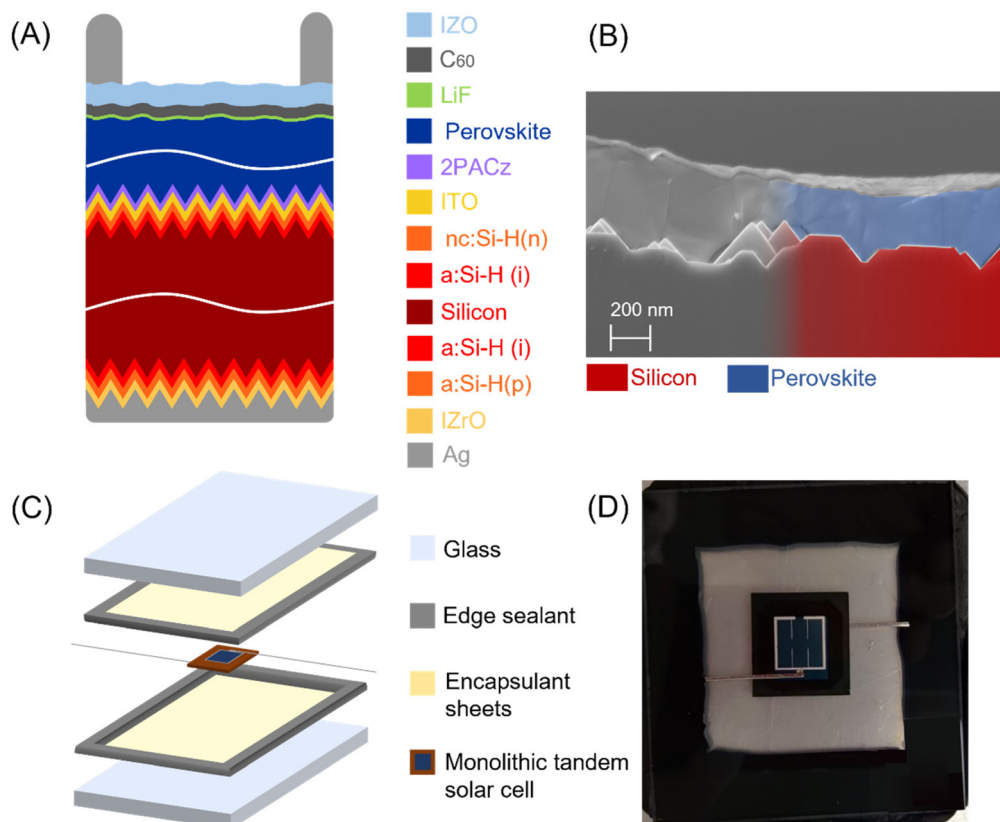 (A)
IZO
C₆₀
LiF
Perovskite
2PACz
ITO
nc:Si-H(n)
a:Si-H (i)
Silicon
a:Si-H (i)
a:Si-H(p)
IZrO
Ag
(B)
200 nm
Silicon
Perovskite
(C)
Glass
Edge sealant
Encapsulant
sheets
Monolithic tandem
solar cell
(D)